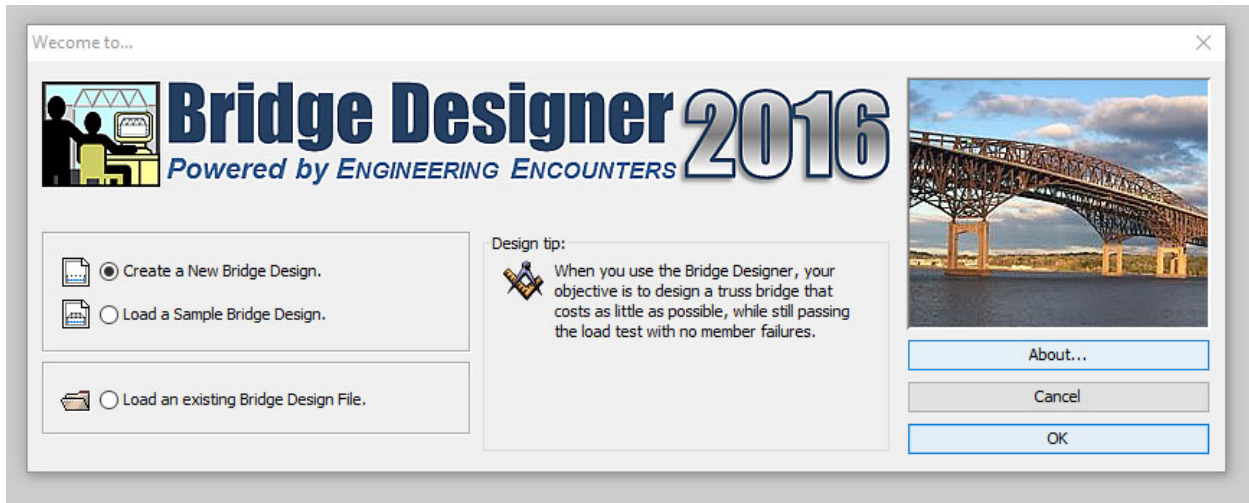 Wecome to...
Bridge Designer 2016
Powered by ENGINEERING ENCOUNTERS
Create a New Bridge Design.
Load a Sample Bridge Design.
Load an existing Bridge Design File.
Design tip:
When you use the Bridge Designer, your
objective is to design a truss bridge that
costs as little as possible, while still passing
the load test with no member failures.
About...
Cancel
OK